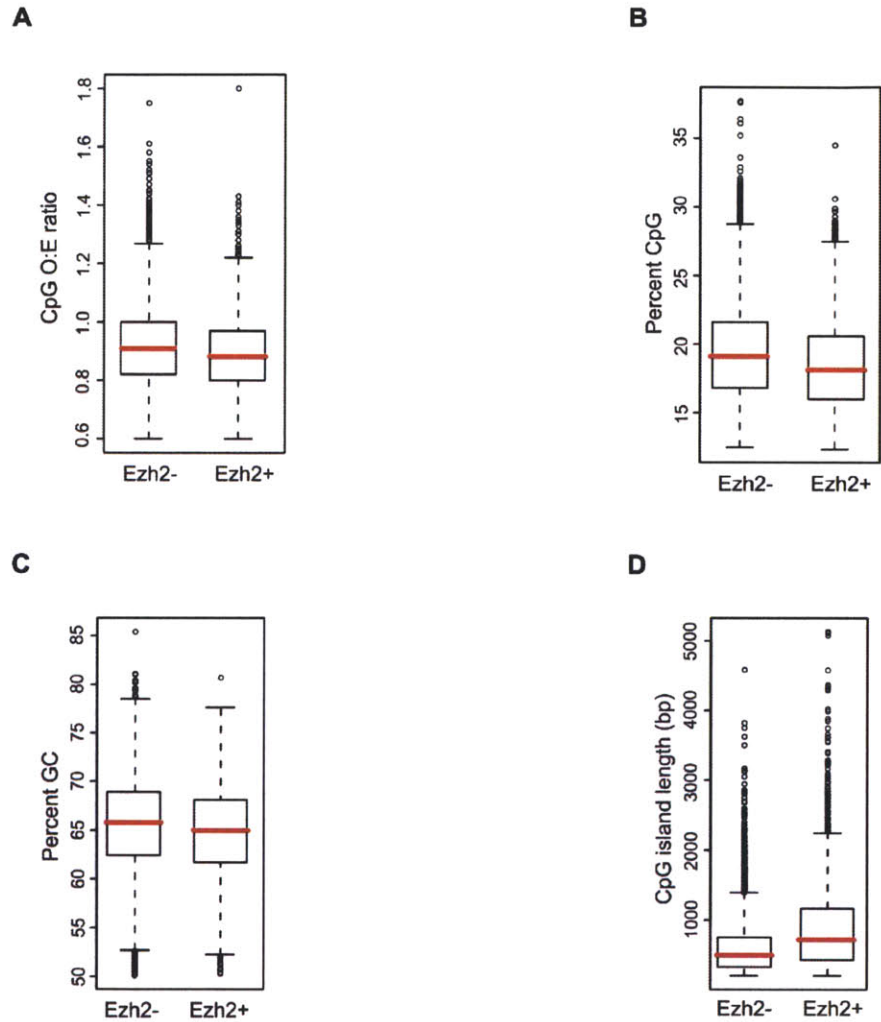 A
CpG O:E ratio
1.8
1.6
1.4
1.2
1.0
0.8
0.6
Ezh2-
Ezh2+
B
Percent CpG
35
30
25
20
15
Ezh2-
Ezh2+
C
Percent GC
85
80
75
70
65
60
55
50
Ezh2-
Ezh2+
D
CpG island length (bp)
5000
4000
3000
2000
1000
Ezh2-
Ezh2+